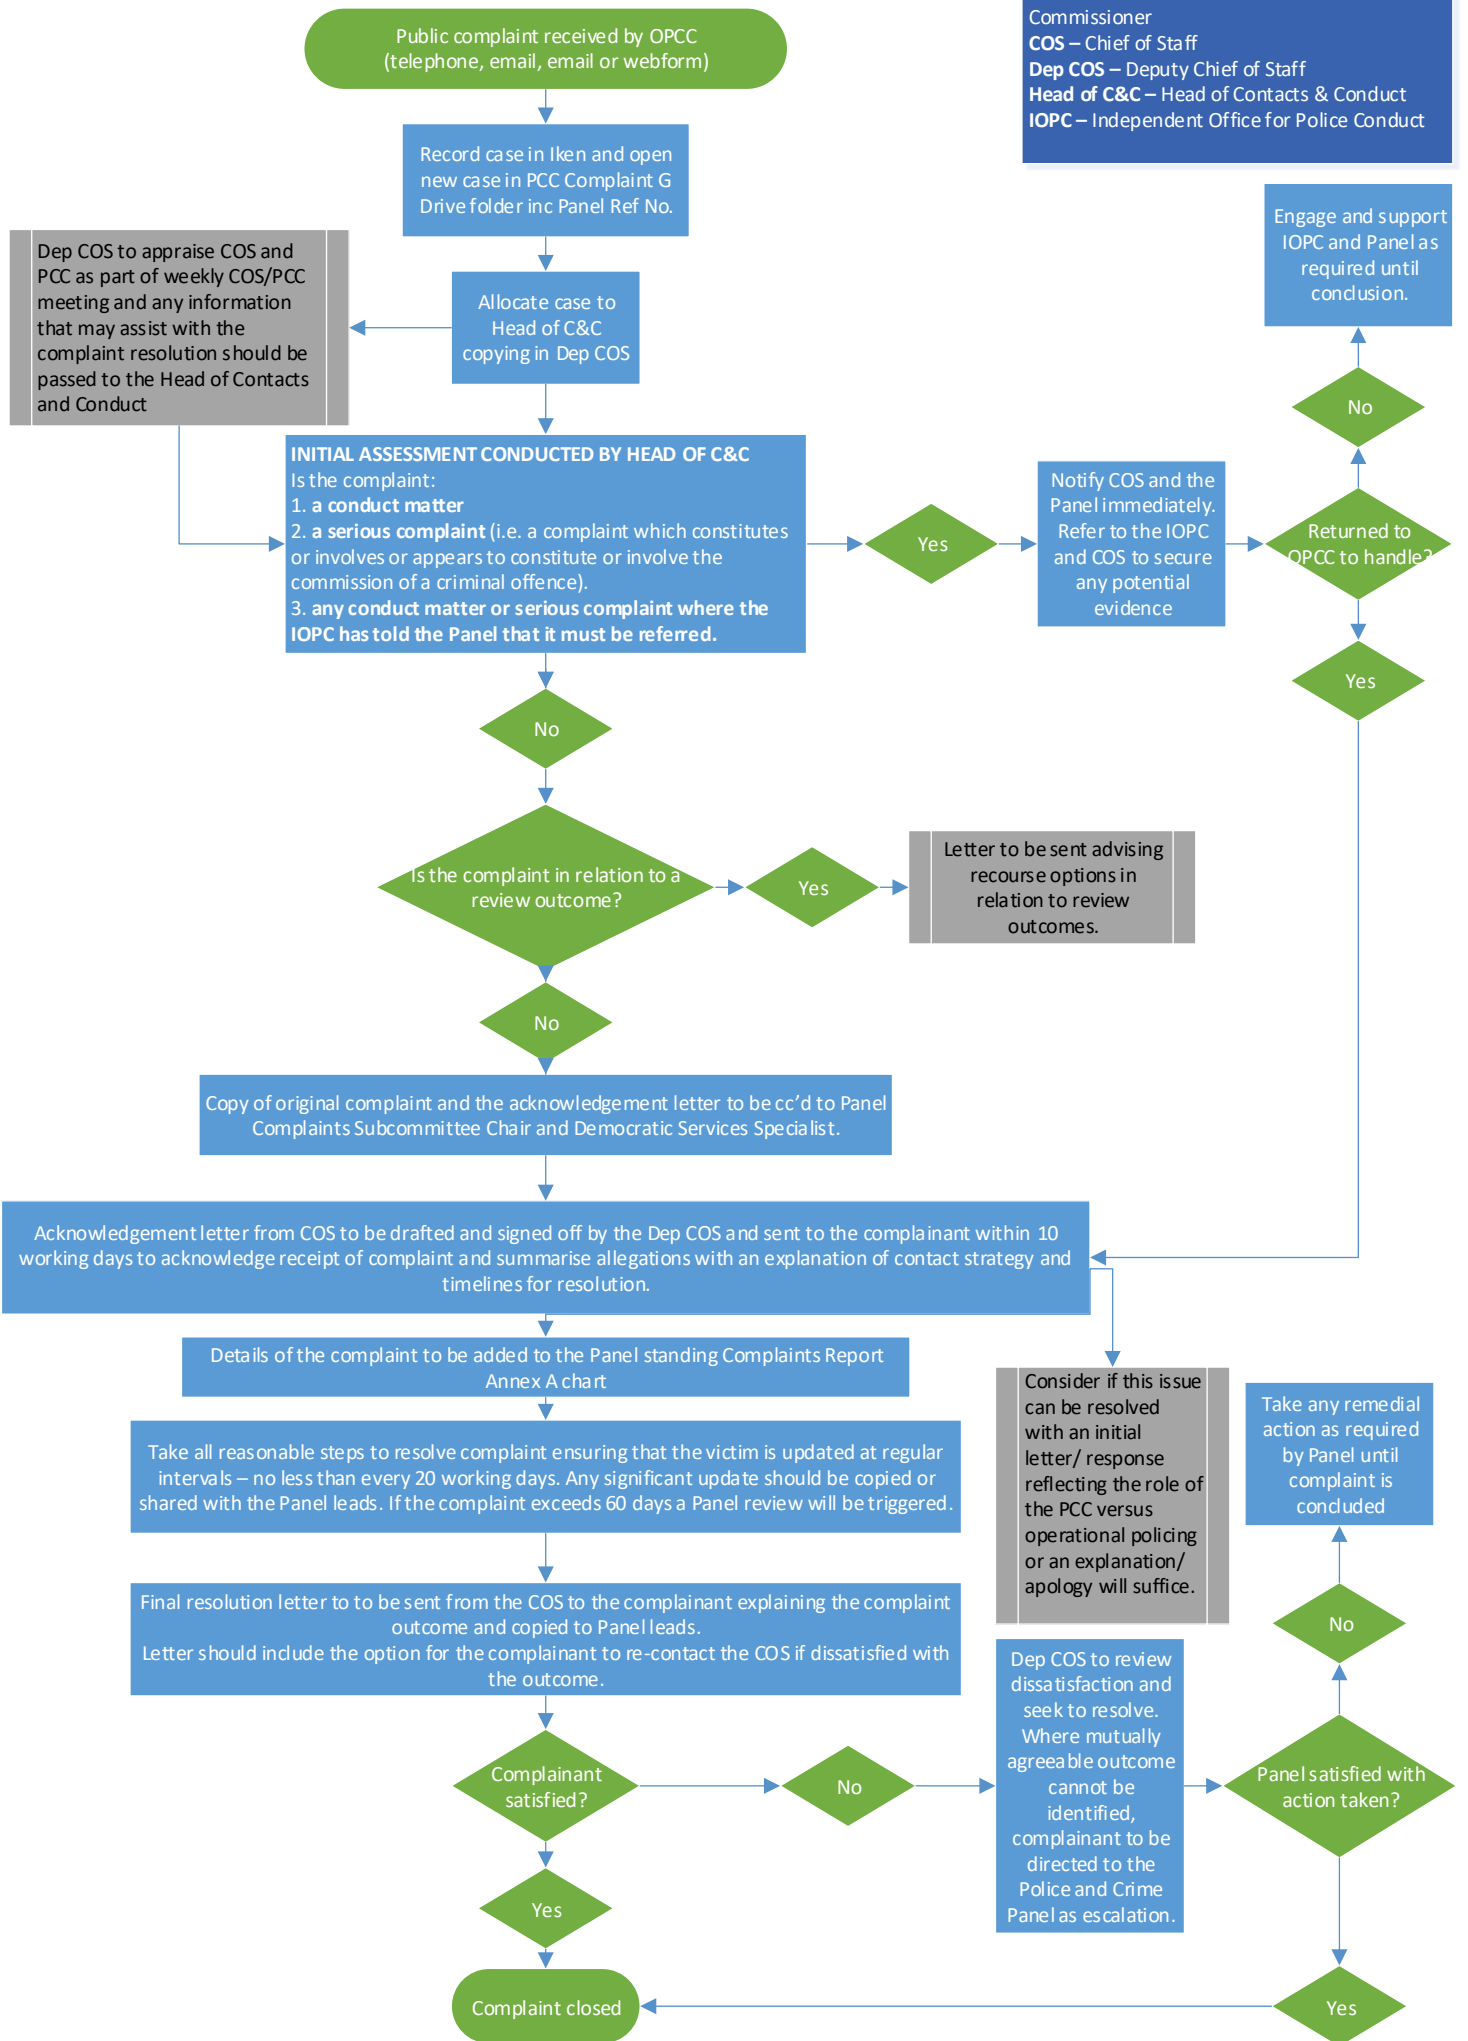 Commissioner
COS – Chief of Staff
Dep COS – Deputy Chief of Staff
Head of C&C – Head of Contacts & Conduct
IOPC – Independent Office for Police Conduct
Public complaint received by OPCC
(telephone, email, email or webform)
Record case in Iken and open
new case in PCC Complaint G
Drive folder inc Panel Ref No.
Dep COS to appraise COS and
PCC as part of weekly COS/PCC
meeting and any information
that may assist with the
complaint resolution should be
passed to the Head of Contacts
and Conduct
Allocate case to
Head of C&C
copying in Dep COS
Engage and support
IOPC and Panel as
required until
conclusion.
No
INITIAL ASSESSMENT CONDUCTED BY HEAD OF C&C
Is the complaint:
1. a conduct matter
2. a serious complaint (i.e. a complaint which constitutes
or involves or appears to constitute or involve the
commission of a criminal offence).
3. any conduct matter or serious complaint where the
IOPC has told the Panel that it must be referred.
Yes
Notify COS and the
Panel immediately.
Refer to the IOPC
and COS to secure
any potential
evidence
Returned to
OPCC to handle?
Yes
No
Is the complaint in relation to a
review outcome?
Yes
Letter to be sent advising
recourse options in
relation to review
outcomes.
No
Copy of original complaint and the acknowledgement letter to be cc’d to Panel
Complaints Subcommittee Chair and Democratic Services Specialist.
Acknowledgement letter from COS to be drafted and signed off by the Dep COS and sent to the complainant within 10
working days to acknowledge receipt of complaint and summarise allegations with an explanation of contact strategy and
timelines for resolution.
Details of the complaint to be added to the Panel standing Complaints Report
Annex A chart
Take all reasonable steps to resolve complaint ensuring that the victim is updated at regular
intervals – no less than every 20 working days. Any significant update should be copied or
shared with the Panel leads. If the complaint exceeds 60 days a Panel review will be triggered.
Consider if this issue
can be resolved
with an initial
letter/ response
reflecting the role of
the PCC versus
operational policing
or an explanation/
apology will suffice.
Take any remedial
action as required
by Panel until
complaint is
concluded
Final resolution letter to to be sent from the COS to the complainant explaining the complaint
outcome and copied to Panel leads.
Letter should include the option for the complainant to re-contact the COS if dissatisfied with
the outcome.
No
Complainant
satisfied?
No
Dep COS to review
dissatisfaction and
seek to resolve.
Where mutually
agreeable outcome
cannot be
identified,
complainant to be
directed to the
Police and Crime
Panel as escalation.
Panel satisfied with
action taken?
Yes
Complaint closed
Yes